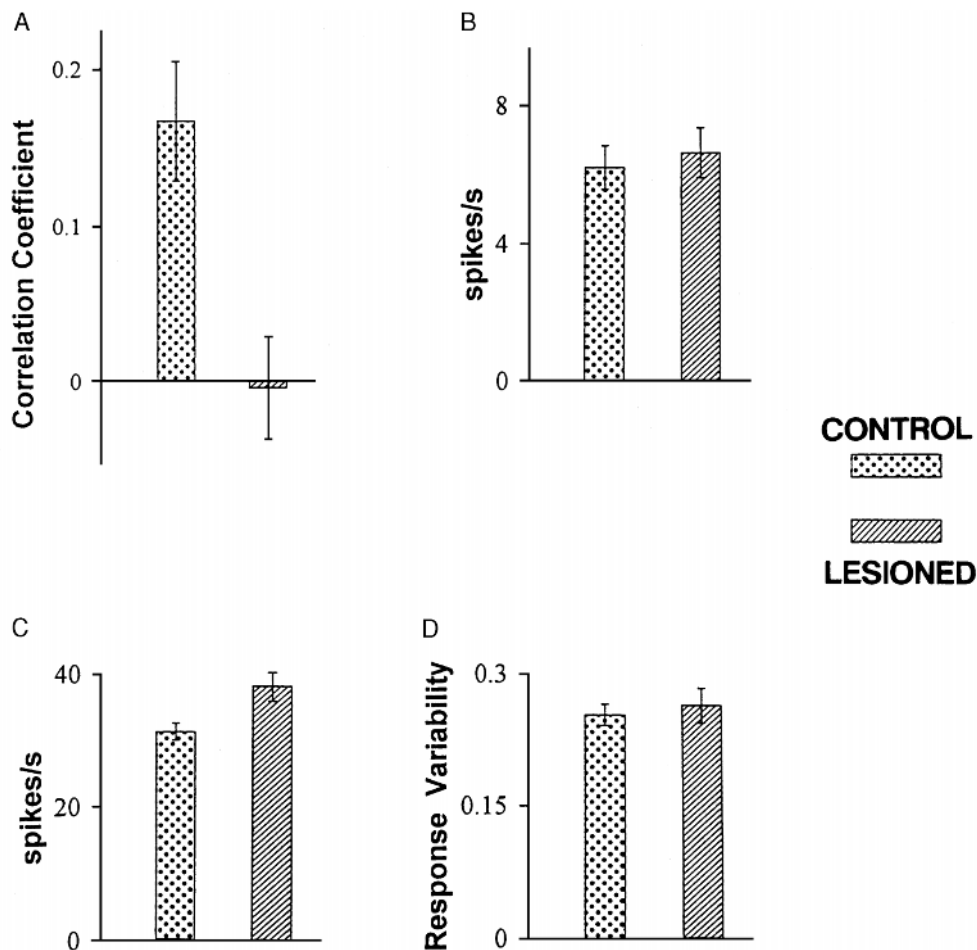 A
Correlation Coefficient
0.2
0.1
0
B
spikes/s
8
4
0
CONTROL
LESIONED
C
spikes/s
40
20
0
D
Response Variability
0.3
0.15
0